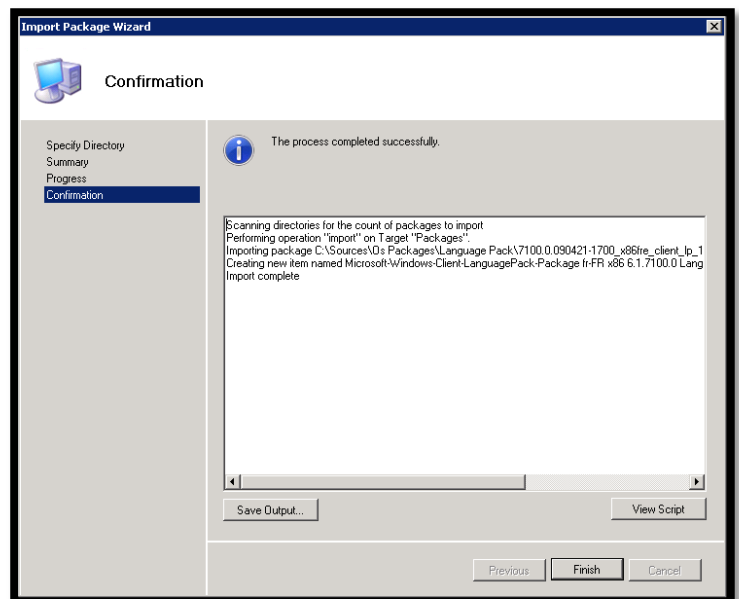 Import Package Wizard
Confirmation
Specify Directory
Summary
Progress
Confirmation
The process completed successfully.
Scanning directories for the count of packages to import
Performing operation "import" on Target "Packages".
Importing package C:\Sources\Os Packages\Language Pack\7100.0.090421-1700_x86fre_client_lp_1
Creating new item named Microsoft-Windows-Client-LanguagePack-Package fr-FR x86 6.1.7100.0 Lang
Import complete
Save Output...
View Script
Previous
Finish
Cancel